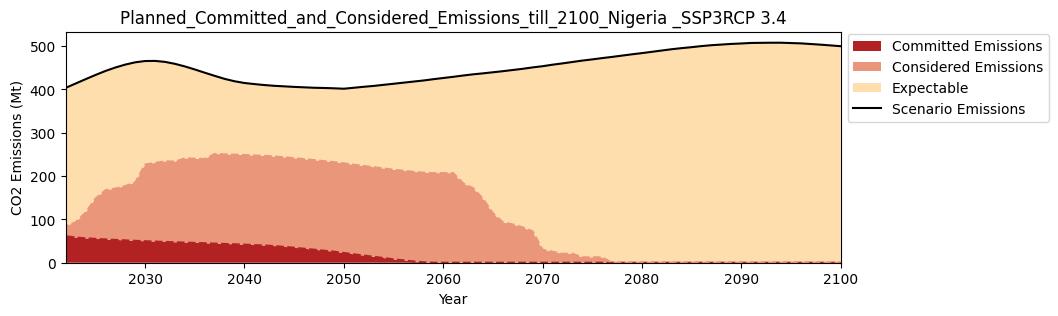 Planned_Committed_and_Considered_Emissions_till_2100_Nigeria _SSP3RCP 3.4
CO2 Emissions (Mt)
500
400
300
200
100
0
2030 2040 2050 2060 2070 2080 2090 2100
Year
Committed Emissions
Considered Emissions
Expectable
Scenario Emissions